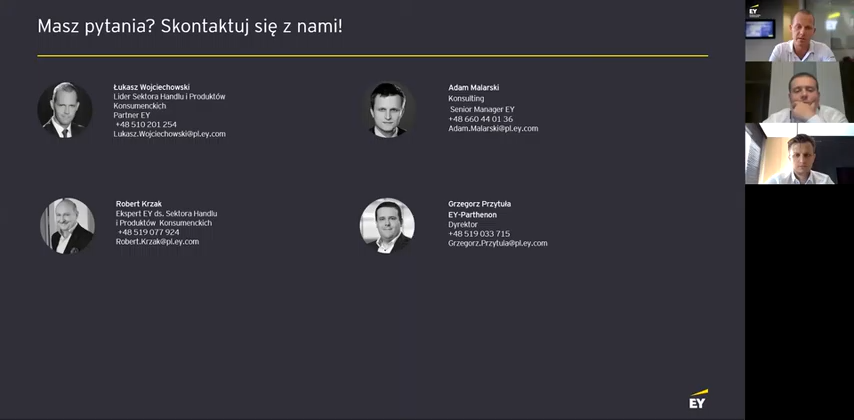 Masz pytania? Skontaktuj się z nami!
Łukasz Wojciechowski
Lider Sektora Handlu i Produktów
Konsumenckich
Partner EY
+48 510 201 254
Lukasz.Wojciechowski@pl.ey.com
Adam Malarski
Konsulting
Senior Manager EY
+48 660 44 01 36
Adam.Malarski@pl.ey.com
Robert Krzak
Ekspert EY ds. Sektora Handlu
i Produktów Konsumenckich
+48 519 077 924
Robert.Krzak@pl.ey.com
Grzegorz Przytuła
EY-Parthenon
Dyrektor
+48 519 033 715
Grzegorz.Przytula@pl.ey.com
EY
EY